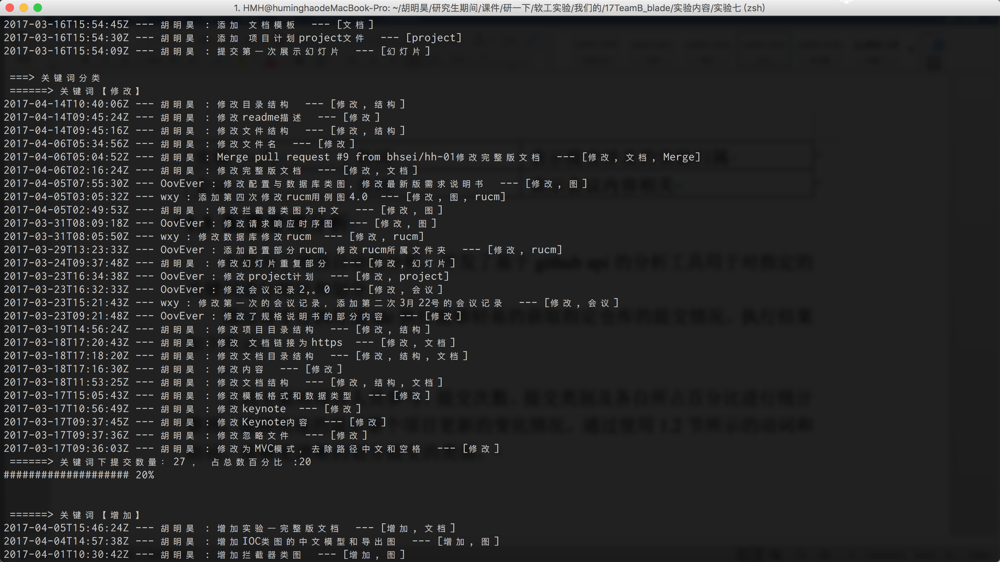 1. HMH@huminghaodeMacBook-Pro: ~/胡明昊/研究生期间/课件/研一下/软工实验/我们的/17TeamB_blade/实验内容/实验七 (zsh)
2017-03-16T15:54:45Z --- 胡明昊 : 添加 文档模板 --- [文档]
2017-03-16T15:54:30Z --- 胡明昊 : 添加 项目计划project文件 --- [project]
2017-03-16T15:54:09Z --- 胡明昊 : 提交第一次展示幻灯片 --- [幻灯片]
===> 关键词分类
======> 关键词【修改】
2017-04-14T10:40:06Z --- 胡明昊 : 修改目录结构 --- [修改, 结构]
2017-04-14T09:45:24Z --- 胡明昊 : 修改readme描述 --- [修改]
2017-04-14T09:45:16Z --- 胡明昊 : 修改文件结构 --- [修改, 结构]
2017-04-06T05:34:56Z --- 胡明昊 : 修改文件名 --- [修改]
2017-04-06T05:04:52Z --- 胡明昊 : Merge pull request #9 from bhsei/hh-01修改完整版文档 --- [修改, 文档, Merge]
2017-04-06T02:16:24Z --- 胡明昊 : 修改完整版文档 --- [修改, 文档]
2017-04-05T07:55:30Z --- OovEver : 修改配置与数据库类图, 修改最新版需求说明书 --- [修改, 图]
2017-04-05T03:05:32Z --- wxy : 添加第四次修改rucm用例图4.0 --- [修改, 图, rucm]
2017-04-05T02:49:53Z --- 胡明昊 : 修改拦截器类图为中文 --- [修改, 图]
2017-03-31T08:09:18Z --- OovEver : 修改请求响应时序图 --- [修改, 图]
2017-03-31T08:05:50Z --- wxy : 修改数据库修改rucm --- [修改, rucm]
2017-03-29T13:23:33Z --- OovEver : 添加配置部分rucm, 修改rucm所属文件夹 --- [修改, rucm]
2017-03-24T09:37:48Z --- 胡明昊 : 修改幻灯片重复部分 --- [修改, 幻灯片]
2017-03-23T16:34:38Z --- OovEver : 修改project计划 --- [修改, project]
2017-03-23T16:32:33Z --- OovEver : 修改会议记录2,。0 --- [修改, 会议]
2017-03-23T15:21:43Z --- wxy : 修改第一次的会议记录, 添加第二次3月22号的会议记录 --- [修改, 会议]
2017-03-23T09:21:48Z --- OovEver : 修改了规格说明书的部分内容 --- [修改]
2017-03-19T14:56:24Z --- 胡明昊 : 修改项目目录结构 --- [修改, 结构]
2017-03-18T17:20:43Z --- 胡明昊 : 修改 文档链接为https --- [修改, 文档]
2017-03-18T17:18:20Z --- 胡明昊 : 修改文档目录结构 --- [修改, 结构, 文档]
2017-03-18T17:16:30Z --- 胡明昊 : 修改内容 --- [修改]
2017-03-18T11:53:25Z --- 胡明昊 : 修改文档结构 --- [修改, 结构, 文档]
2017-03-17T15:05:43Z --- 胡明昊 : 修改模板格式和数据类型 --- [修改]
2017-03-17T10:56:49Z --- 胡明昊 : 修改keynote --- [修改]
2017-03-17T09:37:45Z --- 胡明昊 : 修改Keynote内容 --- [修改]
2017-03-17T09:37:36Z --- 胡明昊 : 修改忽略文件 --- [修改]
2017-03-17T09:36:03Z --- 胡明昊 : 修改为MVC模式, 去除路径中文和空格 --- [修改]
======> 关键词下提交数量: 27 , 占总数百分比 :20
#################### 20%
======> 关键词【增加】
2017-04-05T15:46:24Z --- 胡明昊 : 增加实验一完整版文档 --- [增加, 文档]
2017-04-04T14:57:38Z --- 胡明昊 : 增加IOC类图的中文模型和导出图 --- [增加, 图]
2017-04-01T10:30:42Z --- 胡明昊 : 增加拦截器类图 --- [增加, 图]